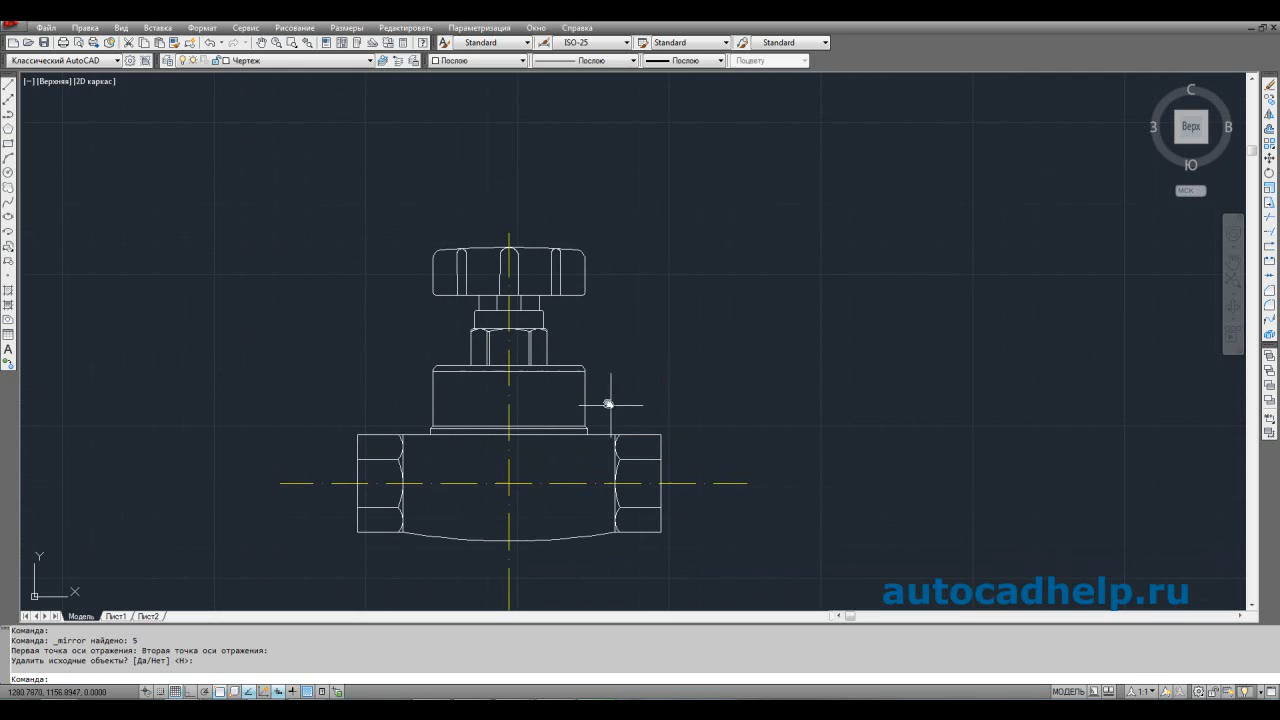 Файл Правка Вид Вставка Формат Сервис Рисование Размеры Редактировать Параметризация Окно Справка
Standard ISO-25 Standard Standard
Классический AutoCAD Чертеж Послою Послою Послою Поцвету
[−][Верхняя][2D каркас]
С
З Верх В
Ю
МСК
Y
X
autocadhelp.ru
Модель Лист1 Лист2
Команда:
Команда: _mirror найдено: 5
Первая точка оси отражения: Вторая точка оси отражения:
Удалить исходные объекты? [Да/Нет] <Н>:
Команда:
1280.7870, 1156.8947, 0.0000 МОДЕЛЬ 1:1